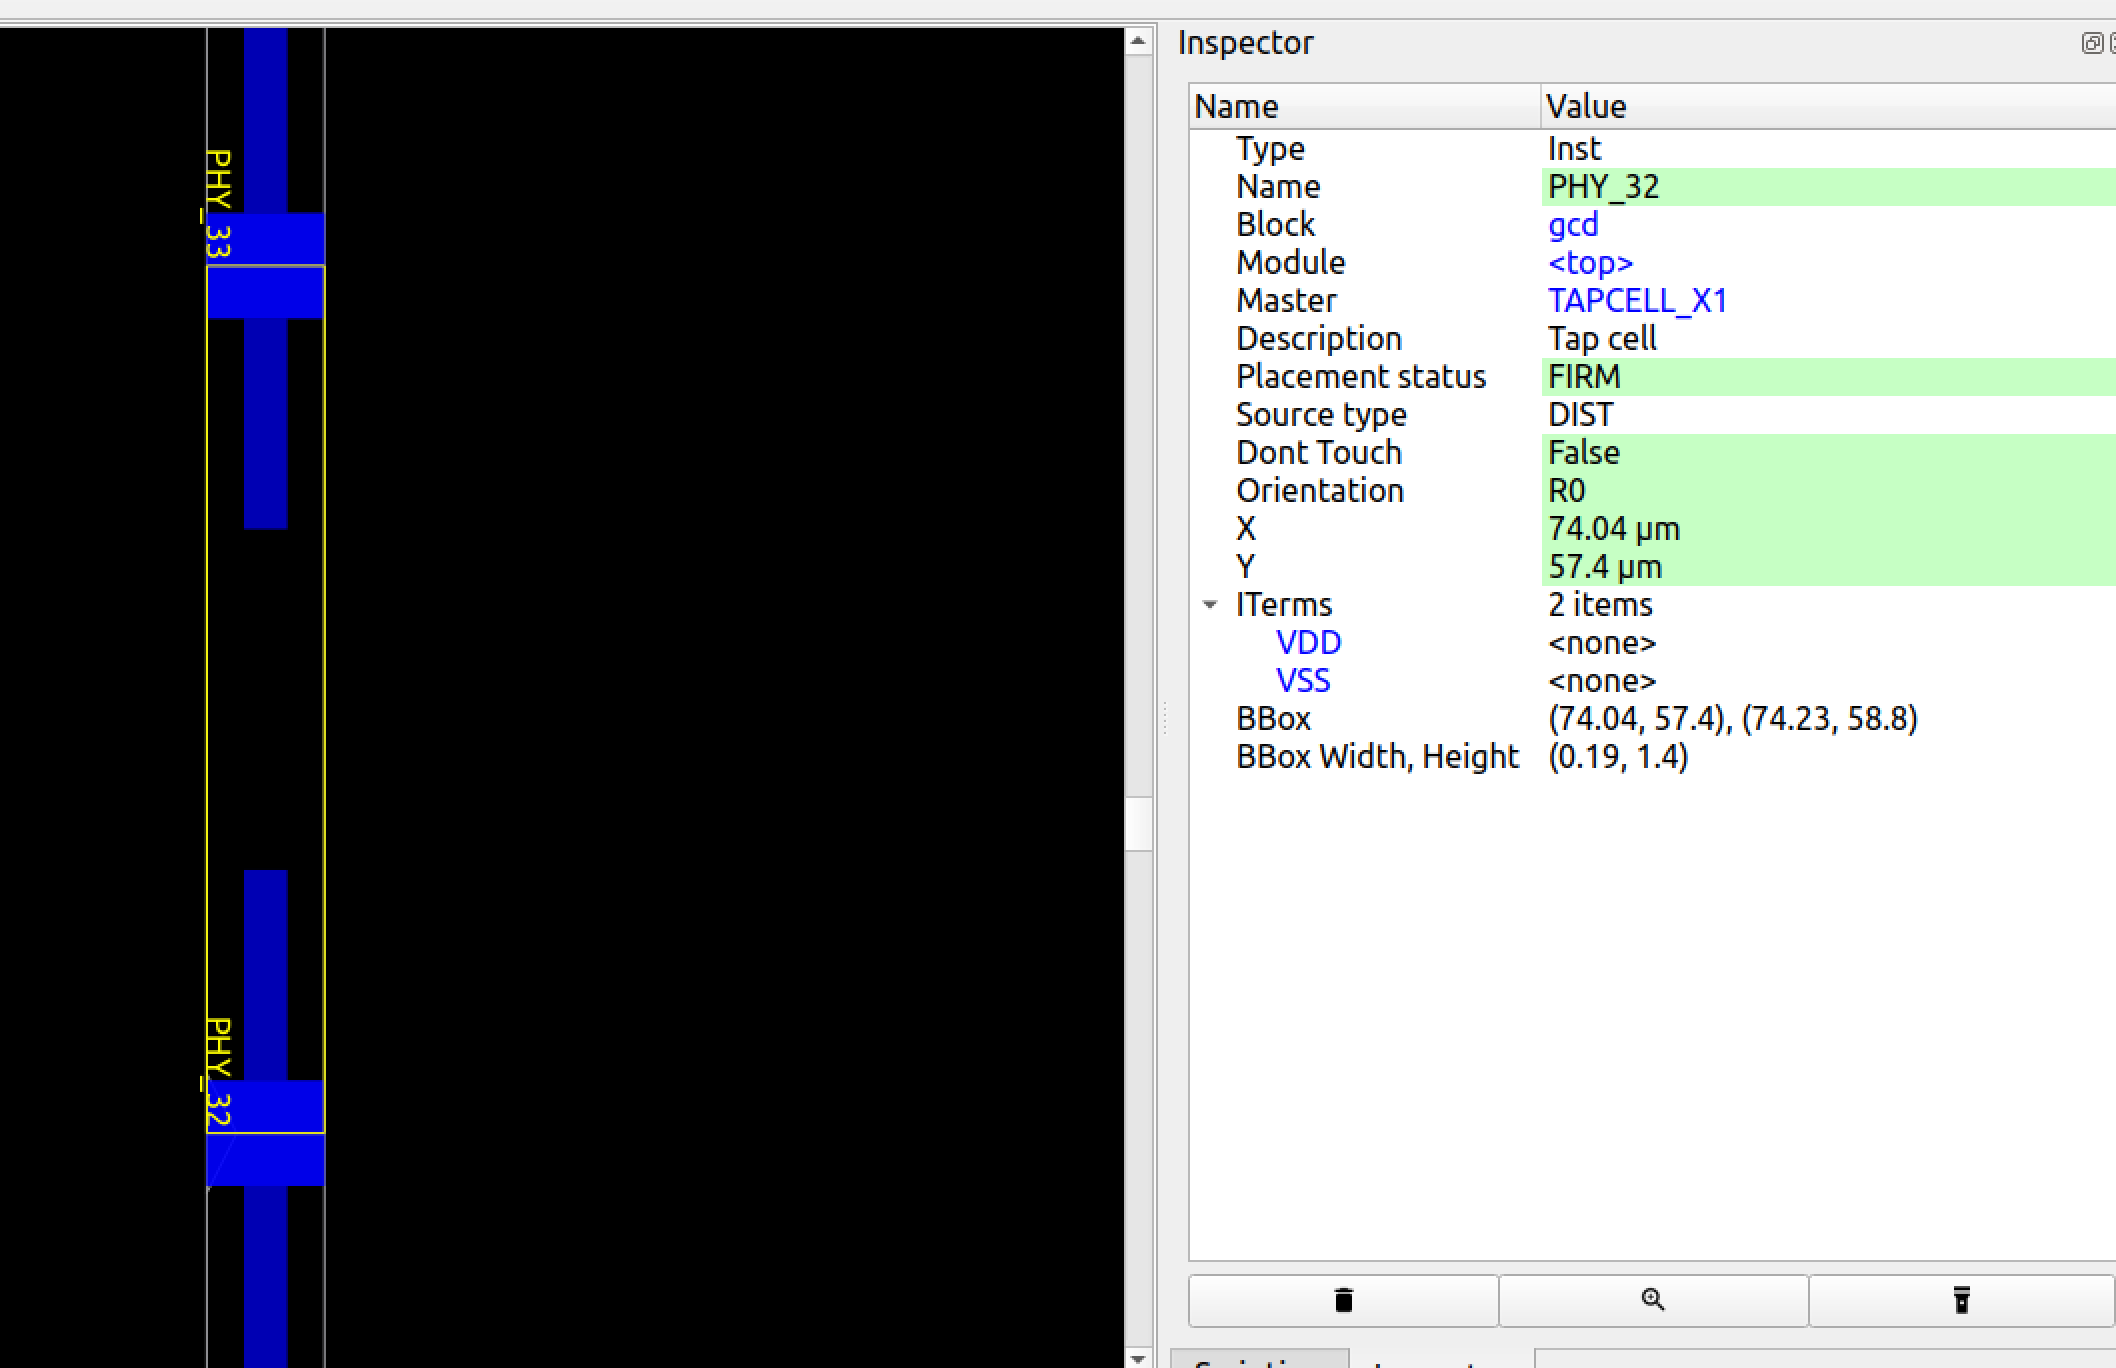 PHY_33
PHY_32
Inspector
Name Value
Type Inst
Name PHY_32
Block gcd
Module <top>
Master TAPCELL_X1
Description Tap cell
Placement status FIRM
Source type DIST
Dont Touch False
Orientation R0
X 74.04 μm
Y 57.4 μm
ITerms 2 items
VDD <none>
VSS <none>
BBox (74.04, 57.4), (74.23, 58.8)
BBox Width, Height (0.19, 1.4)